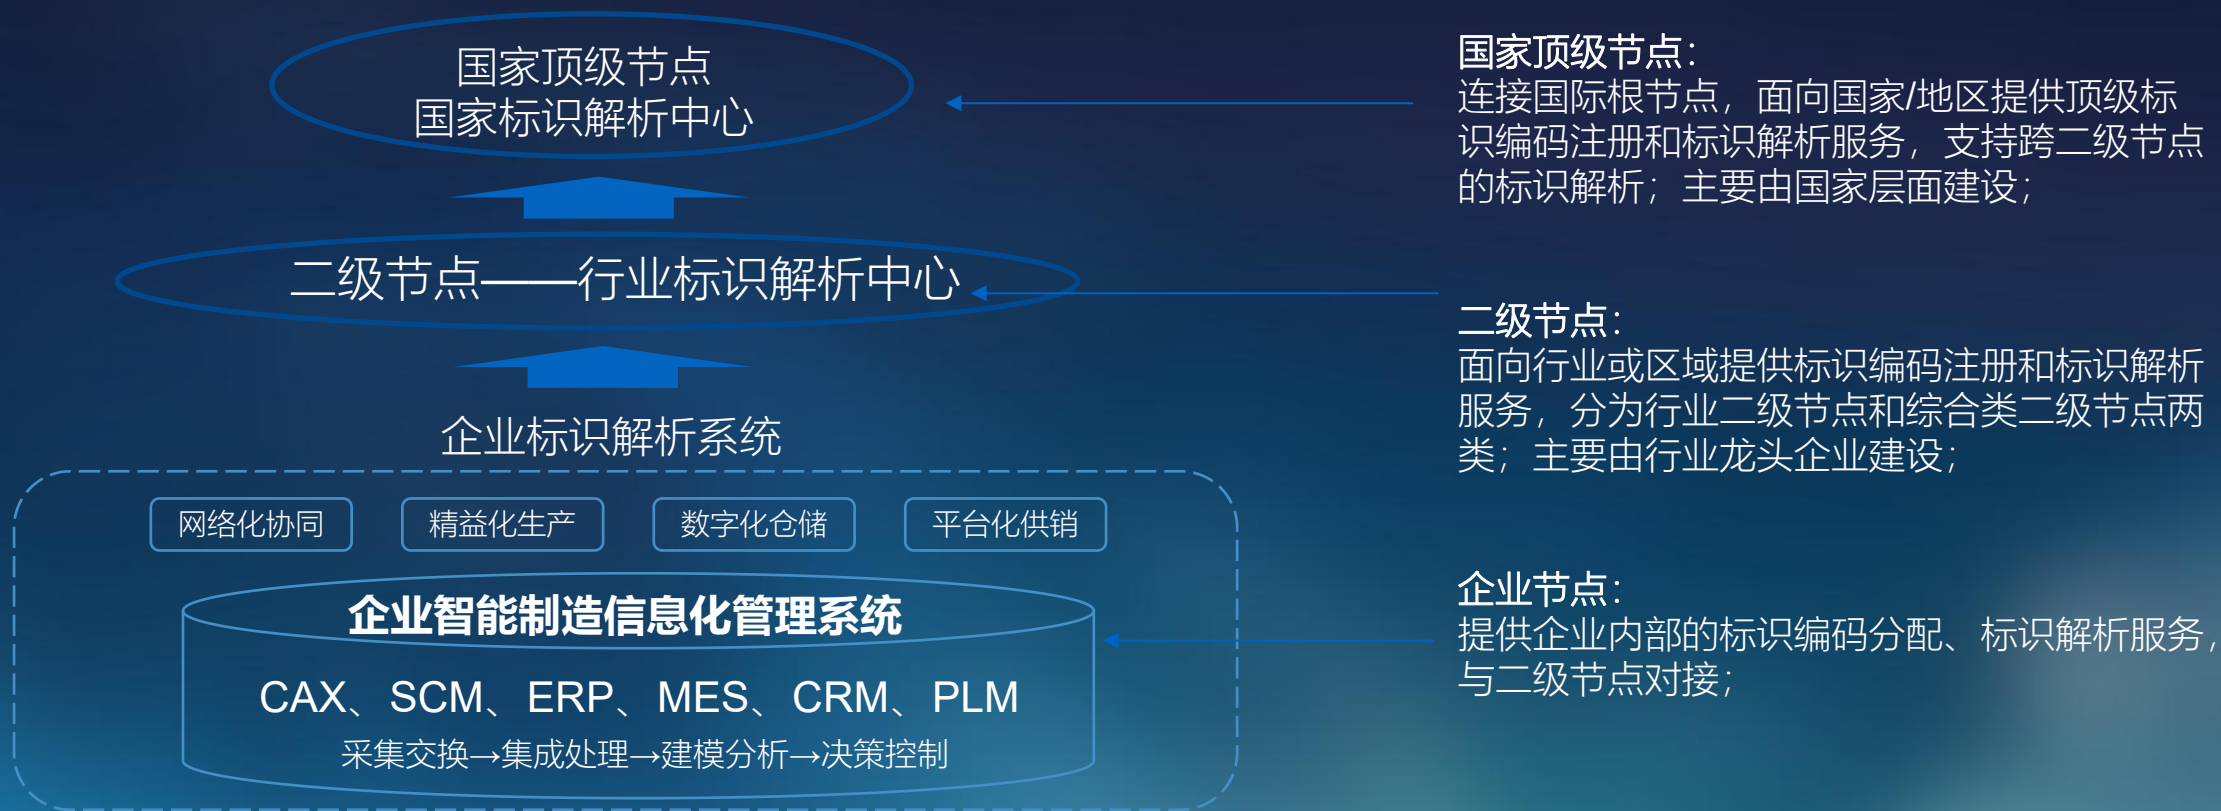 国家顶级节点
国家标识解析中心
二级节点——行业标识解析中心
企业标识解析系统
网络化协同
精益化生产
数字化仓储
平台化供销
企业智能制造信息化管理系统
CAX、SCM、ERP、MES、CRM、PLM
采集交换→集成处理→建模分析→决策控制
国家顶级节点：
连接国际根节点，面向国家/地区提供顶级标
识编码注册和标识解析服务，支持跨二级节点
的标识解析；主要由国家层面建设；
二级节点：
面向行业或区域提供标识编码注册和标识解析
服务，分为行业二级节点和综合类二级节点两
类；主要由行业龙头企业建设；
企业节点：
提供企业内部的标识编码分配、标识解析服务，
与二级节点对接；